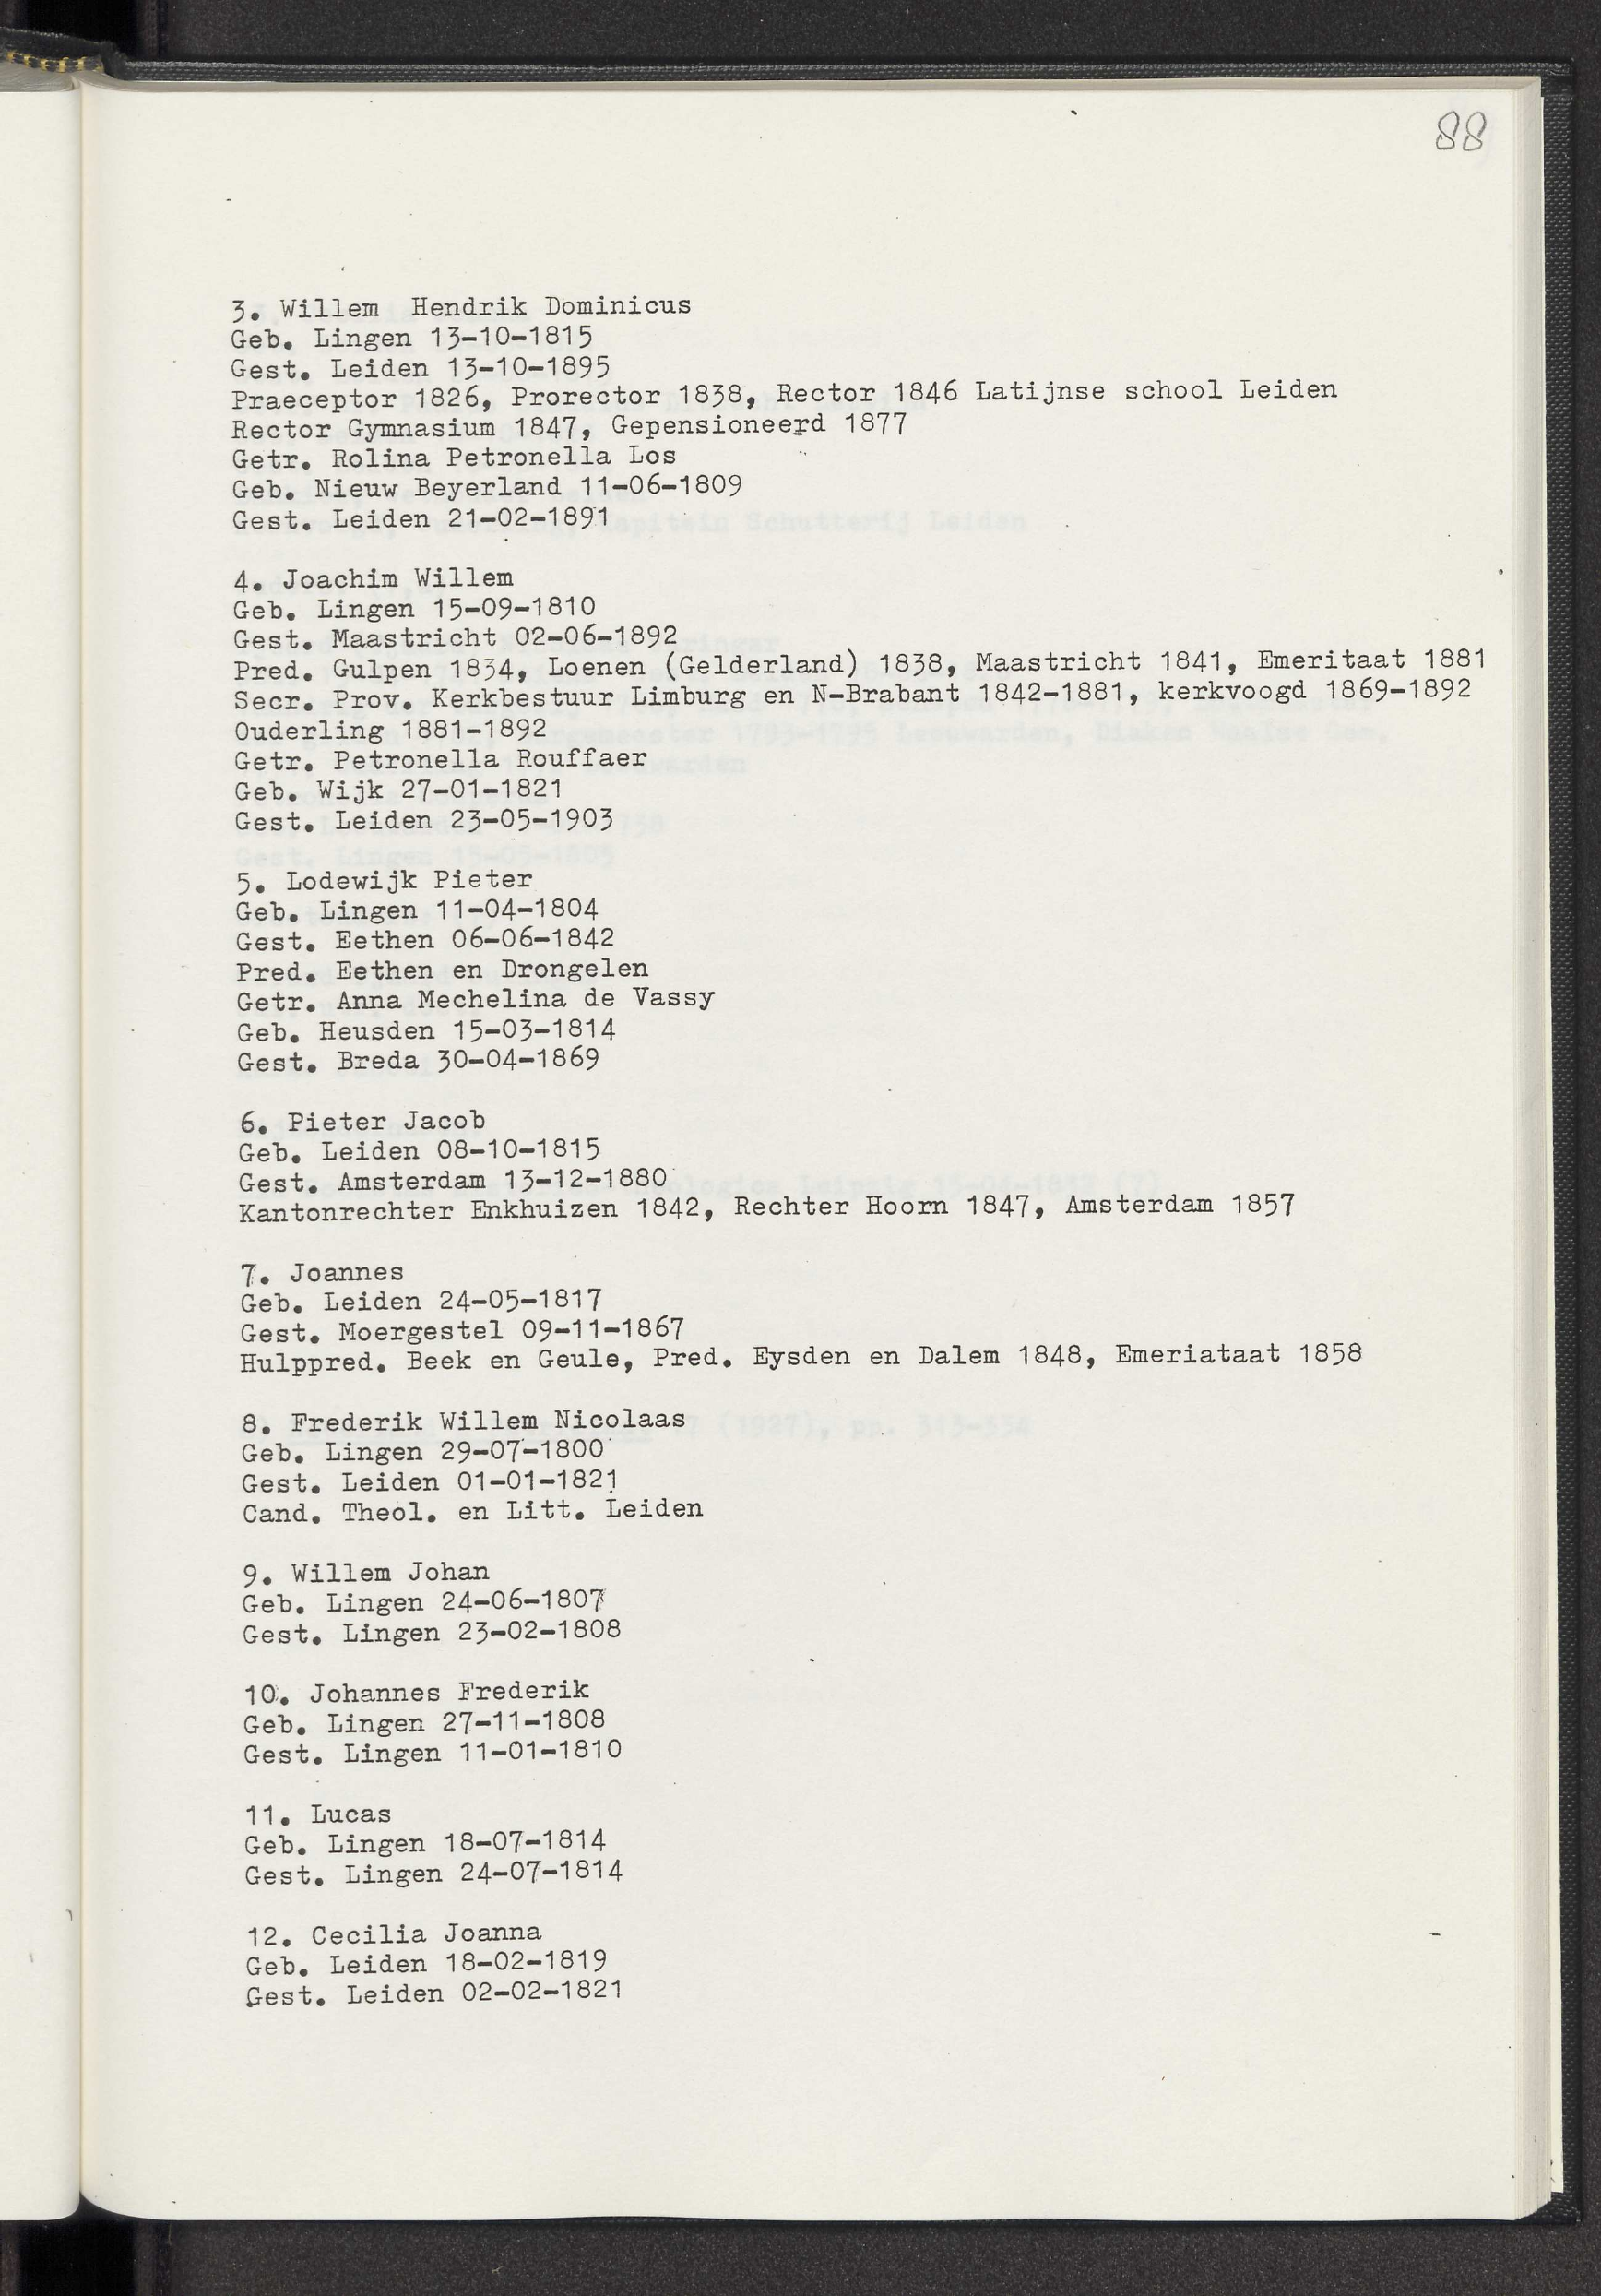 88
3. Willem Hendrik Dominicus
Geb. Lingen 13-10-1815
Gest. Leiden 13-10-1895
Praeceptor 1826, Prorector 1838, Rector 1846 Latijnse school Leiden
Rector Gymnasium 1847, Gepensioneerd 1877
Getr. Rolina Petronella Los
Geb. Nieuw Beyerland 11-06-1809
Gest. Leiden 21-02-1891
4. Joachim Willem
Geb. Lingen 15-09-1810
Gest. Maastricht 02-06-1892
Pred. Gulpen 1834, Loenen (Gelderland) 1838, Maastricht 1841, Emeritaat 1881
Secr. Prov. Kerkbestuur Limburg en N-Brabant 1842-1881, kerkvoogd 1869-1892
Ouderling 1881-1892
Getr. Petronella Rouffaer
Geb. Wijk 27-01-1821
Gest. Leiden 23-05-1903
5. Lodewijk Pieter
Geb. Lingen 11-04-1804
Gest. Eethen 06-06-1842
Pred. Eethen en Drongelen
Getr. Anna Mechelina de Vassy
Geb. Heusden 15-03-1814
Gest. Breda 30-04-1869
6. Pieter Jacob
Geb. Leiden 08-10-1815
Gest. Amsterdam 13-12-1880
Kantonrechter Enkhuizen 1842, Rechter Hoorn 1847, Amsterdam 1857
7. Joannes
Geb. Leiden 24-05-1817
Gest. Moergestel 09-11-1867
Hulppred. Beek en Geule, Pred. Eysden en Dalem 1848, Emeriataat 1858
8. Frederik Willem Nicolaas
Geb. Lingen 29-07-1800
Gest. Leiden 01-01-1821
Cand. Theol. en Litt. Leiden
9. Willem Johan
Geb. Lingen 24-06-1807
Gest. Lingen 23-02-1808
10. Johannes Frederik
Geb. Lingen 27-11-1808
Gest. Lingen 11-01-1810
11. Lucas
Geb. Lingen 18-07-1814
Gest. Lingen 24-07-1814
12. Cecilia Joanna
Geb. Leiden 18-02-1819
Gest. Leiden 02-02-1821